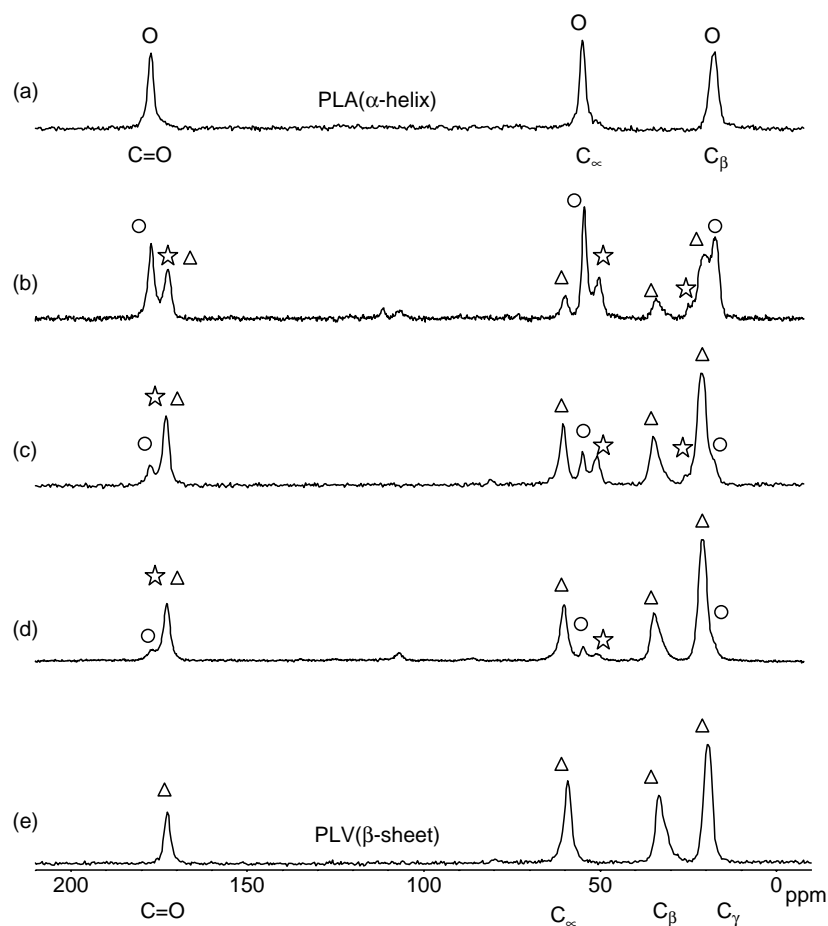 (a)
PLA(α-helix)
C=O C∝ Cβ
(b)
(c)
(d)
(e)
PLV(β-sheet)
200 150 100 50 0 ppm
C=O C∝ Cβ Cγ